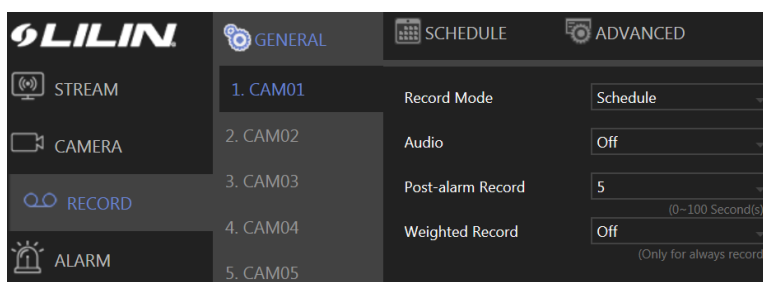 LILIN
GENERAL
SCHEDULE
ADVANCED
STREAM
CAMERA
RECORD
ALARM
1. CAM01
2. CAM02
3. CAM03
4. CAM04
5. CAM05
Record Mode Schedule
Audio Off
Post-alarm Record 5
(0~100 Second(s)
Weighted Record Off
(Only for always record